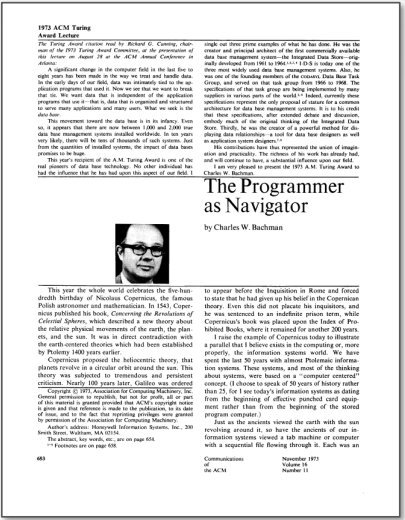 1973 ACM Turing
Award Lecture
The Turing Award citation read by Richard G. Canning, chair-
man of the 1973 Turing Award Committee, at the presentation of
this lecture on August 28 at the ACM Annual Conference in
Atlanta:
A significant change in the computer field in the last five to
eight years has been made in the way we treat and handle data.
In the early days of our field, data was intimately tied to the ap-
plication programs that used it. Now we see that we want to break
that tie. We want data that is independent of the application
programs that use it—that is, data that is organized and structured
to serve many applications and many users. What we seek is the
data base.
This movement toward the data base is in its infancy. Even
so, it appears that there are now between 1,000 and 2,000 true
data base management systems installed worldwide. In ten years
very likely, there will be tens of thousands of such systems. Just
from the quantities of installed systems, the impact of data bases
promises to be huge.
This year's recipient of the A.M. Turing Award is one of the
real pioneers of data base technology. No other individual has
had the influence that he has had upon this aspect of our field. I
single out three prime examples of what he has done. He was the
creator and principal architect of the first commercially available
data base management system—the Integrated Data Store—orig-
inally developed from 1961 to 1964. I-D-S is today one of the
three most widely used data base management systems. Also, he
was one of the founding members of the CODASYL Data Base Task
Group, and served on that task group from 1966 to 1968. The
specifications of that task group are being implemented by many
suppliers in various parts of the world. Indeed, currently these
specifications represent the only proposal of stature for a common
architecture for data base management systems. It is to his credit
that these specifications, after extended debate and discussion,
embody much of the original thinking of the Integrated Data
Store. Thirdly, he was the creator of a powerful method for dis-
playing data relationships—a tool for data base designers as well
as application system designers.
His contributions have thus represented the union of imagin-
ation and practicality. The richness of his work has already had,
and will continue to have, a substantial influence upon our field.
I am very pleased to present the 1973 A.M. Turing Award to
Charles W. Bachman.
The Programmer
as Navigator
by Charles W. Bachman
This year the whole world celebrates the five-hun-
dredth birthday of Nicolaus Copernicus, the famous
Polish astronomer and mathematician. In 1543, Coper-
nicus published his book, Concerning the Revolutions of
Celestial Spheres, which described a new theory about
the relative physical movements of the earth, the plan-
ets, and the sun. It was in direct contradiction with
the earth-centered theories which had been established
by Ptolemy 1400 years earlier.
Copernicus proposed the heliocentric theory, that
planets revolve in a circular orbit around the sun. This
theory was subjected to tremendous and persistent
criticism. Nearly 100 years later, Galileo was ordered
Copyright © 1973, Association for Computing Machinery, Inc.
General permission to republish, but not for profit, all or part
of this material is granted provided that ACM's copyright notice
is given and that reference is made to the publication, to its date
of issue, and to the fact that reprinting privileges were granted
by permission of the Association for Computing Machinery.
Author's address: Honeywell Information Systems, Inc., 200
Smith Street, Waltham, MA 02154.
The abstract, key words, etc., are on page 654.
Footnotes are on page 658.
to appear before the Inquisition in Rome and forced
to state that he had given up his belief in the Copernican
theory. Even this did not placate his inquisitors, and
he was sentenced to an indefinite prison term, while
Copernicus's book was placed upon the Index of Pro-
hibited Books, where it remained for another 200 years.
I raise the example of Copernicus today to illustrate
a parallel that I believe exists in the computing or, more
properly, the information systems world. We have
spent the last 50 years with almost Ptolemaic informa-
tion systems. These systems, and most of the thinking
about systems, were based on a "computer centered"
concept. (I choose to speak of 50 years of history rather
than 25, for I see today's information systems as dating
from the beginning of effective punched card equip-
ment rather than from the beginning of the stored
program computer.)
Just as the ancients viewed the earth with the sun
revolving around it, so have the ancients of our in-
formation systems viewed a tab machine or computer
with a sequential file flowing through it. Each was an
653
Communications
of
the ACM
November 1973
Volume 16
Number 11